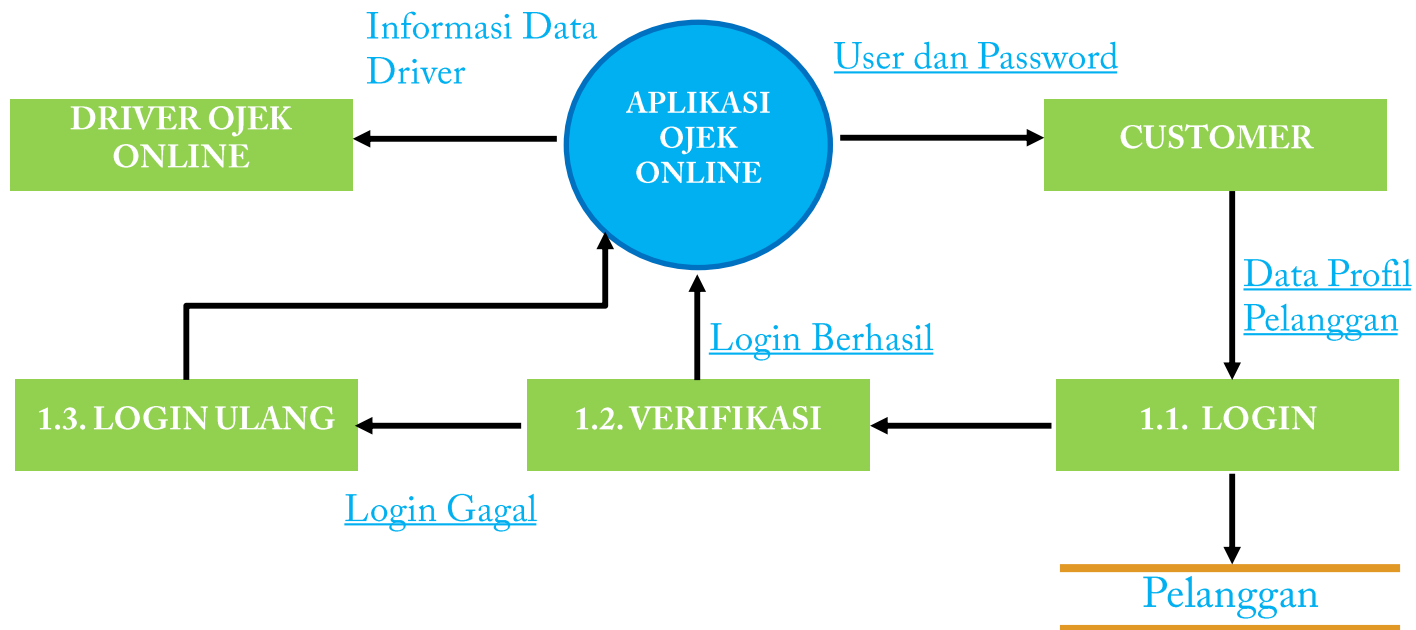 Informasi Data
Driver
User dan Password
APLIKASI
OJEK
ONLINE
DRIVER OJEK
ONLINE
CUSTOMER
Data Profil
Pelanggan
Login Berhasil
1.3. LOGIN ULANG
1.2. VERIFIKASI
1.1. LOGIN
Login Gagal
Pelanggan